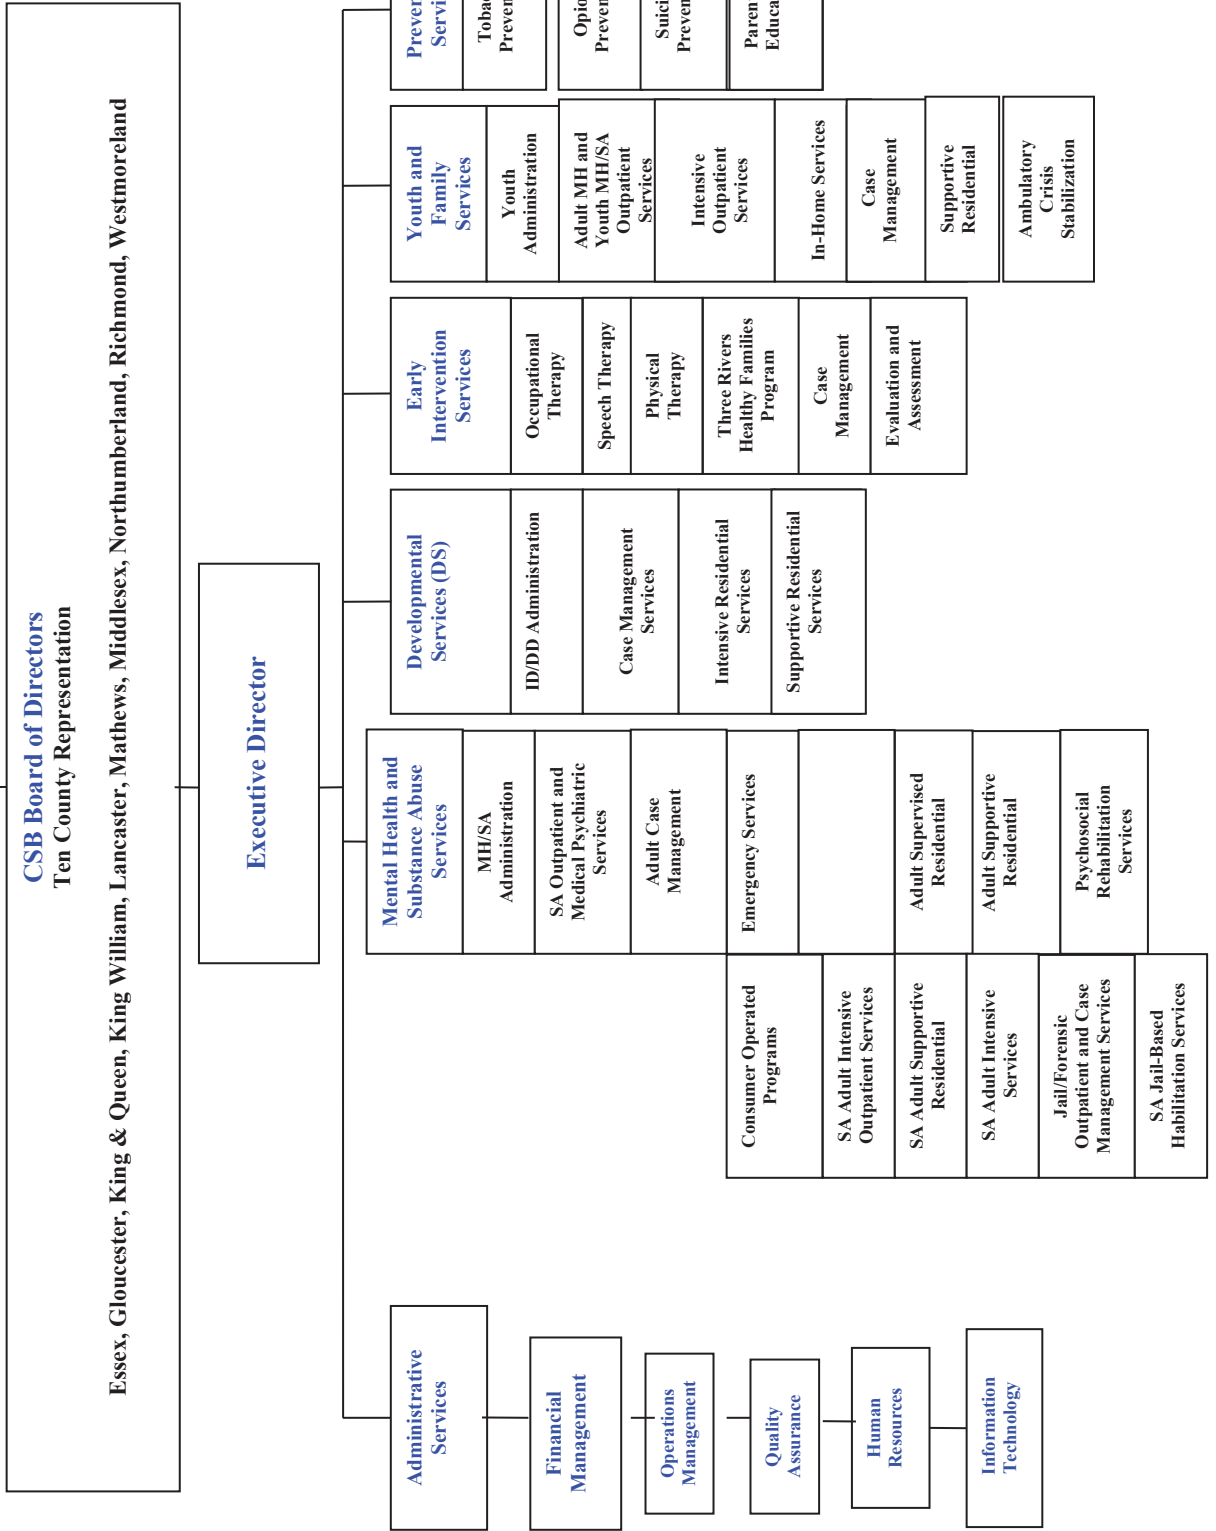 CSB Board of Directors
Ten County Representation
Essex, Gloucester, King & Queen, King William, Lancaster, Mathews, Middlesex, Northumberland, Richmond, Westmoreland
Executive Director
Administrative
Services
Financial
Management
Operations
Management
Quality
Assurance
Human
Resources
Information
Technology
Mental Health and
Substance Abuse
Services
MH/SA
Administration
SA Outpatient and
Medical Psychiatric
Services
Adult Case
Management
Emergency Services
Adult Supervised
Residential
Adult Supportive
Residential
Psychosocial
Rehabilitation
Services
Consumer Operated
Programs
SA Adult Intensive
Outpatient Services
SA Adult Supportive
Residential
SA Adult Intensive
Services
Jail/Forensic
Outpatient and Case
Management Services
SA Jail-Based
Habilitation Services
Developmental
Services (DS)
ID/DD Administration
Case Management
Services
Intensive Residential
Services
Supportive Residential
Services
Early
Intervention
Services
Occupational
Therapy
Speech Therapy
Physical
Therapy
Three Rivers
Healthy Families
Program
Case
Management
Evaluation and
Assessment
Youth and
Family
Services
Youth
Administration
Adult MH and
Youth MH/SA
Outpatient
Services
Intensive
Outpatient
Services
In-Home Services
Case
Management
Supportive
Residential
Ambulatory
Crisis
Stabilization